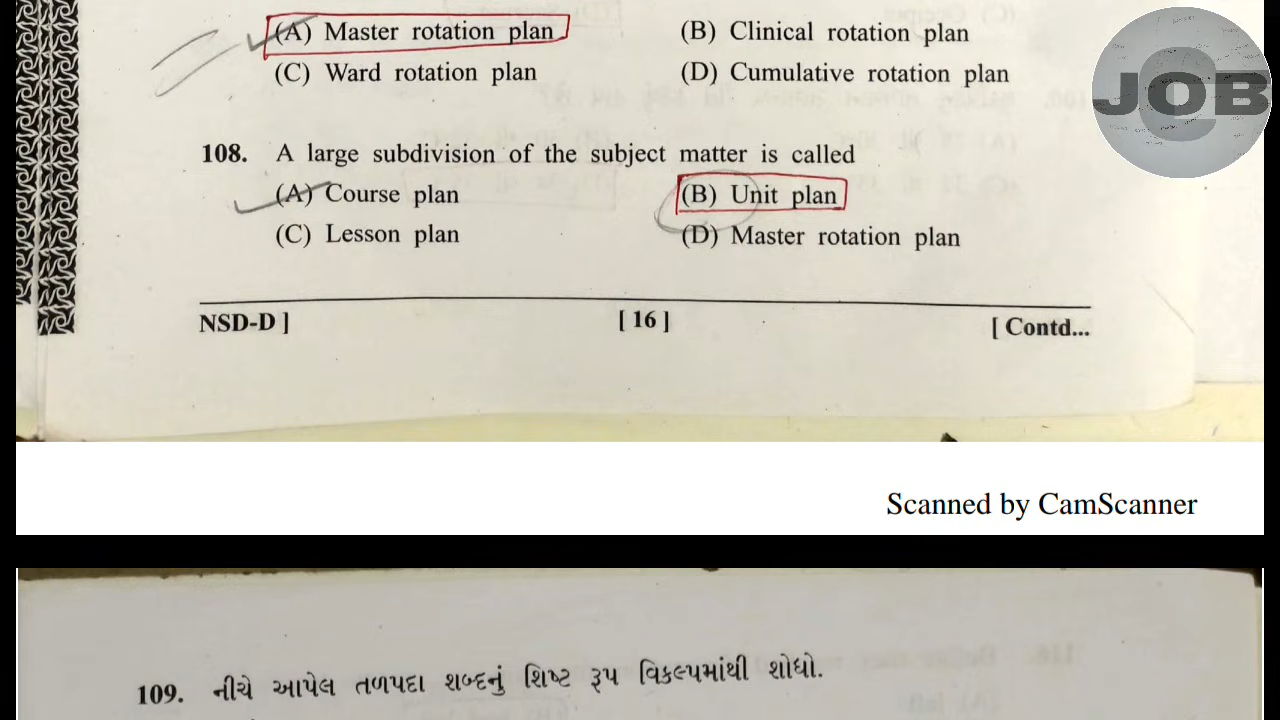 (A) Master rotation plan (B) Clinical rotation plan
(C) Ward rotation plan (D) Cumulative rotation plan
JOB
C
108. A large subdivision of the subject matter is called
(A) Course plan (B) Unit plan
(C) Lesson plan (D) Master rotation plan
NSD-D ] [ 16 ] [ Contd...
Scanned by CamScanner
109. નીચે આપેલ તળપદા શબ્દનું શિષ્ટ રૂપ વિકલ્પમાંથી શોધો.